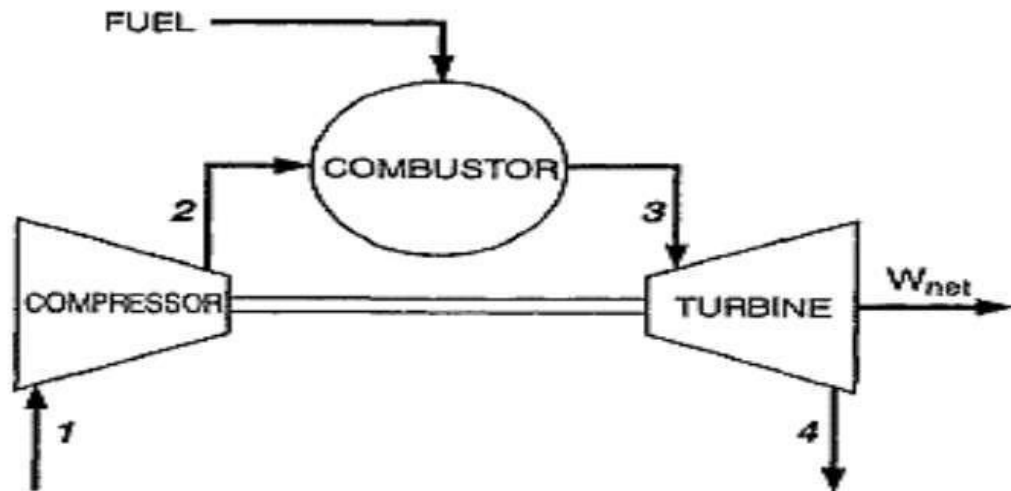 FUEL
COMBUSTOR
2
3
COMPRESSOR
TURBINE
Wnet
1
4